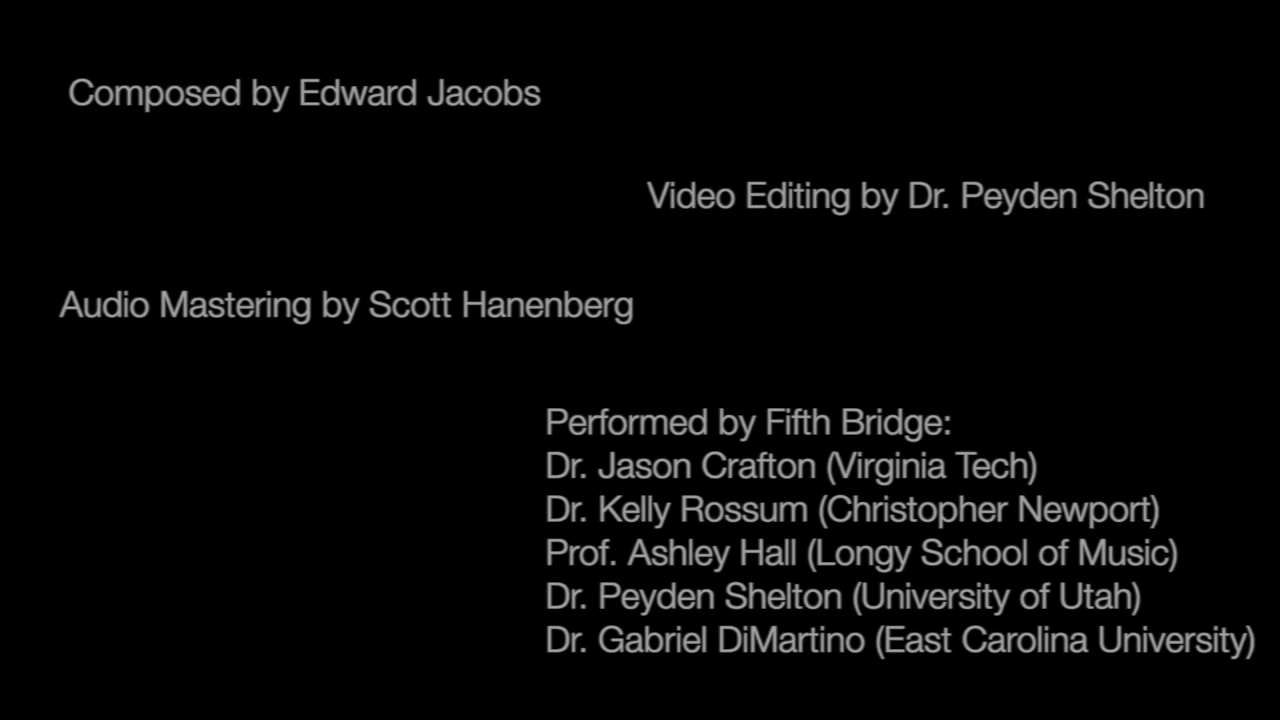 Composed by Edward Jacobs
Video Editing by Dr. Peyden Shelton
Audio Mastering by Scott Hanenberg
Performed by Fifth Bridge:
Dr. Jason Crafton (Virginia Tech)
Dr. Kelly Rossum (Christopher Newport)
Prof. Ashley Hall (Longy School of Music)
Dr. Peyden Shelton (University of Utah)
Dr. Gabriel DiMartino (East Carolina University)